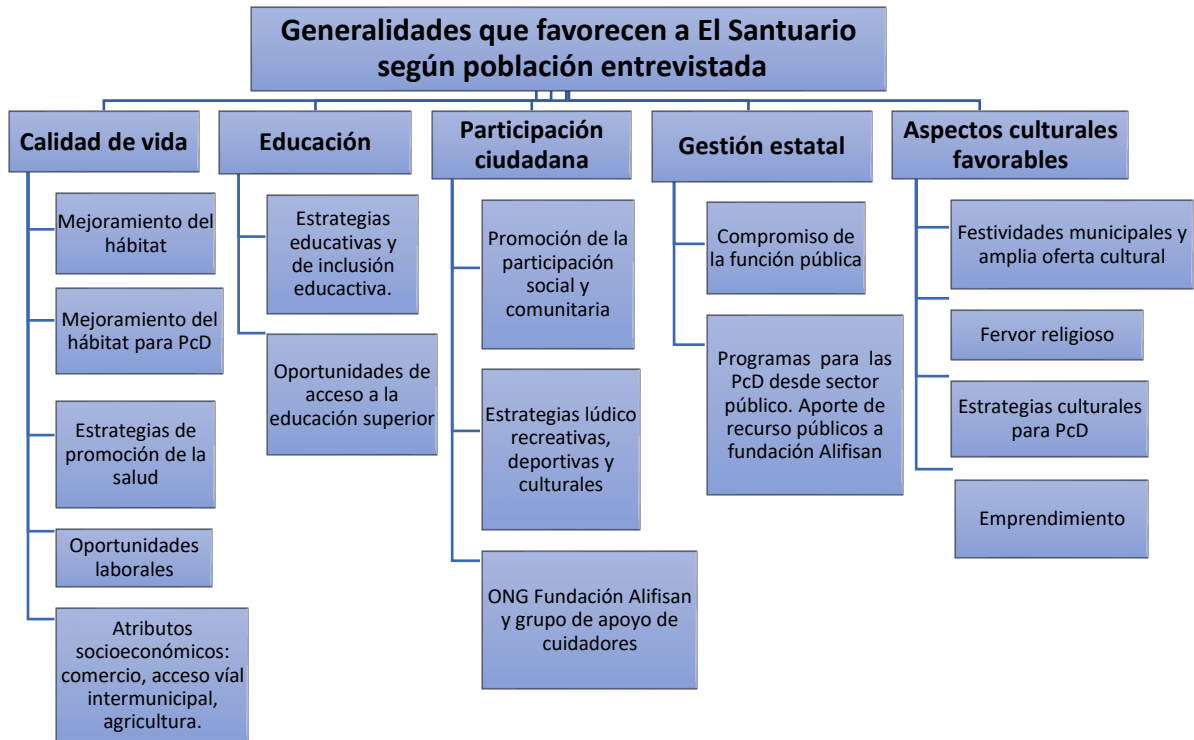 Generalidades que favorecen a El Santuario
según población entrevistada
Calidad de vida
Mejoramiento del
hábitat
Mejoramiento del
hábitat para PcD
Estrategias de
promoción de la
salud
Oportunidades
laborales
Atributos
socioeconómicos:
comercio, acceso víal
intermunicipal,
agricultura.
Educación
Estrategias
educativas y
de inclusión
educactiva.
Oportunidades de
acceso a la
educación superior
Participación
ciudadana
Promoción de la
participación
social y
comunitaria
Estrategias lúdico
recreativas,
deportivas y
culturales
ONG Fundación Alifisan
y grupo de apoyo de
cuidadores
Gestión estatal
Compromiso de
la función pública
Programas para las
PcD desde sector
público. Aporte de
recurso públicos a
fundación Alifisan
Aspectos culturales
favorables
Festividades municipales y
amplia oferta cultural
Fervor religioso
Estrategias culturales
para PcD
Emprendimiento